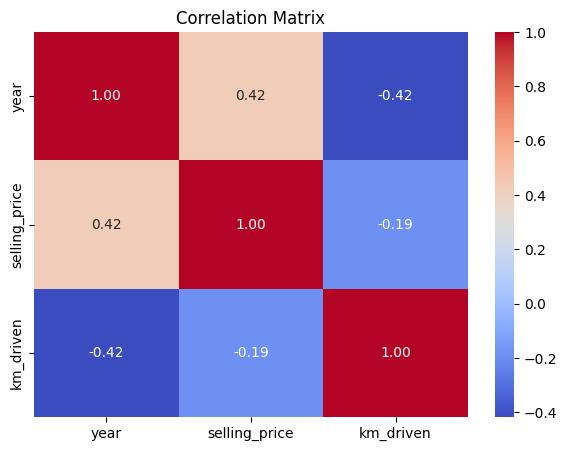 Correlation Matrix
year
1.00
0.42
-0.42
selling_price
0.42
1.00
-0.19
km_driven
-0.42
-0.19
1.00
year
selling_price
km_driven
1.0
0.8
0.6
0.4
0.2
0.0
−0.2
−0.4